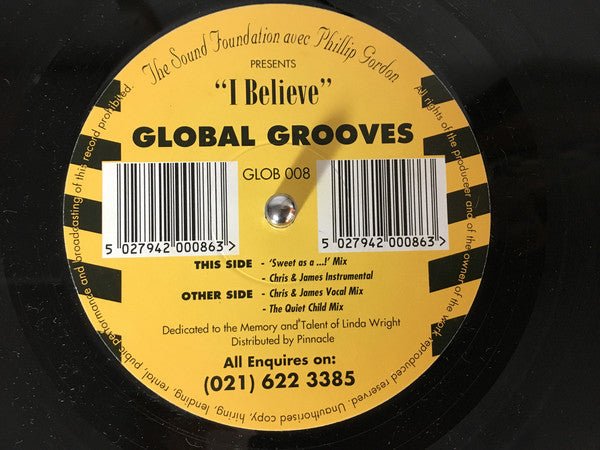 The Sound Foundation avec Phillip Gordon
PRESENTS
"I Believe"
GLOBAL GROOVES
GLOB 008
5 027942 000863>
5 027942 000863>
THIS SIDE - 'Sweet as a ...!' Mix
- Chris & James Instrumental
OTHER SIDE - Chris & James Vocal Mix
- The Quiet Child Mix
Dedicated to the Memory and Talent of Linda Wright
Distributed by Pinnacle
All Enquires on:
(021) 622 3385
All rights of the produceer and of the owner of the work reproduced reserved. Unauthorised copy, hiring, lending, rental, public performance and broadcasting of this record prohibited.